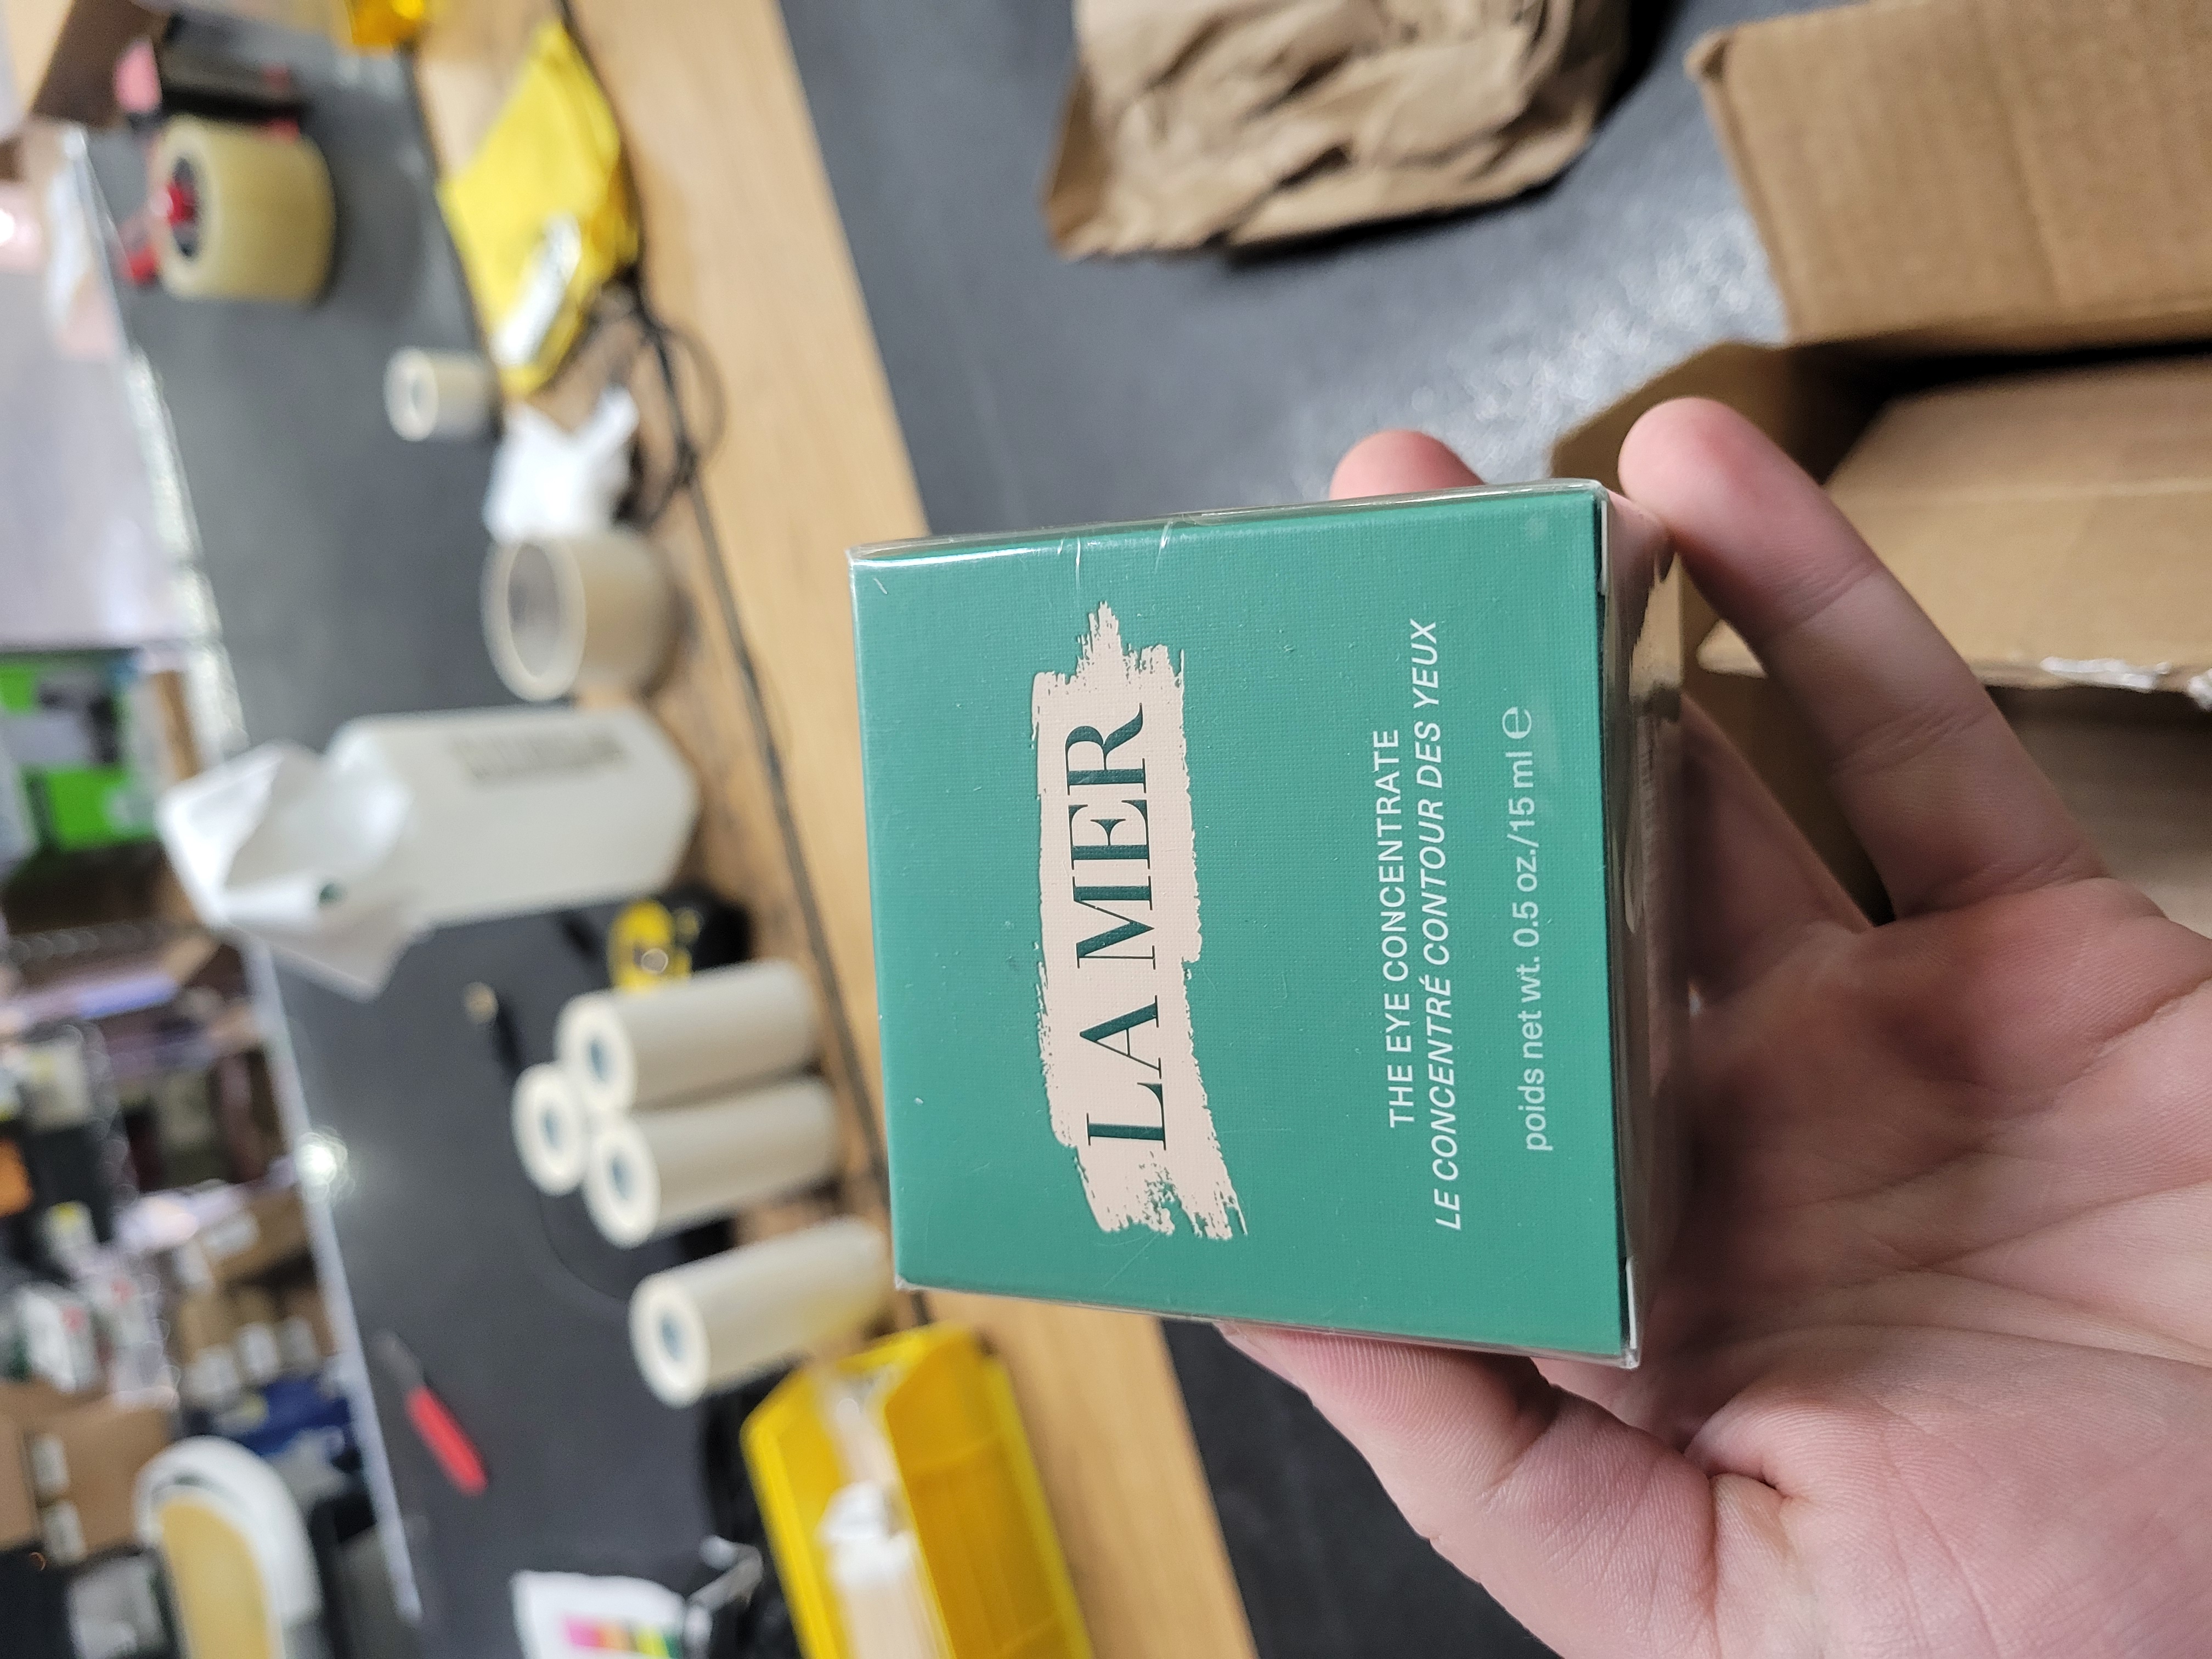 LA MER
THE EYE CONCENTRATE
LE CONCENTRÉ CONTOUR DES YEUX
poids net wt. 0.5 oz./15 ml ℮